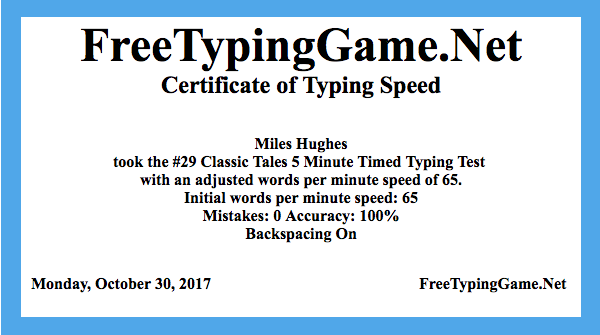 FreeTypingGame.Net
Certificate of Typing Speed
Miles Hughes
took the #29 Classic Tales 5 Minute Timed Typing Test
with an adjusted words per minute speed of 65.
Initial words per minute speed: 65
Mistakes: 0 Accuracy: 100%
Backspacing On
Monday, October 30, 2017 FreeTypingGame.Net